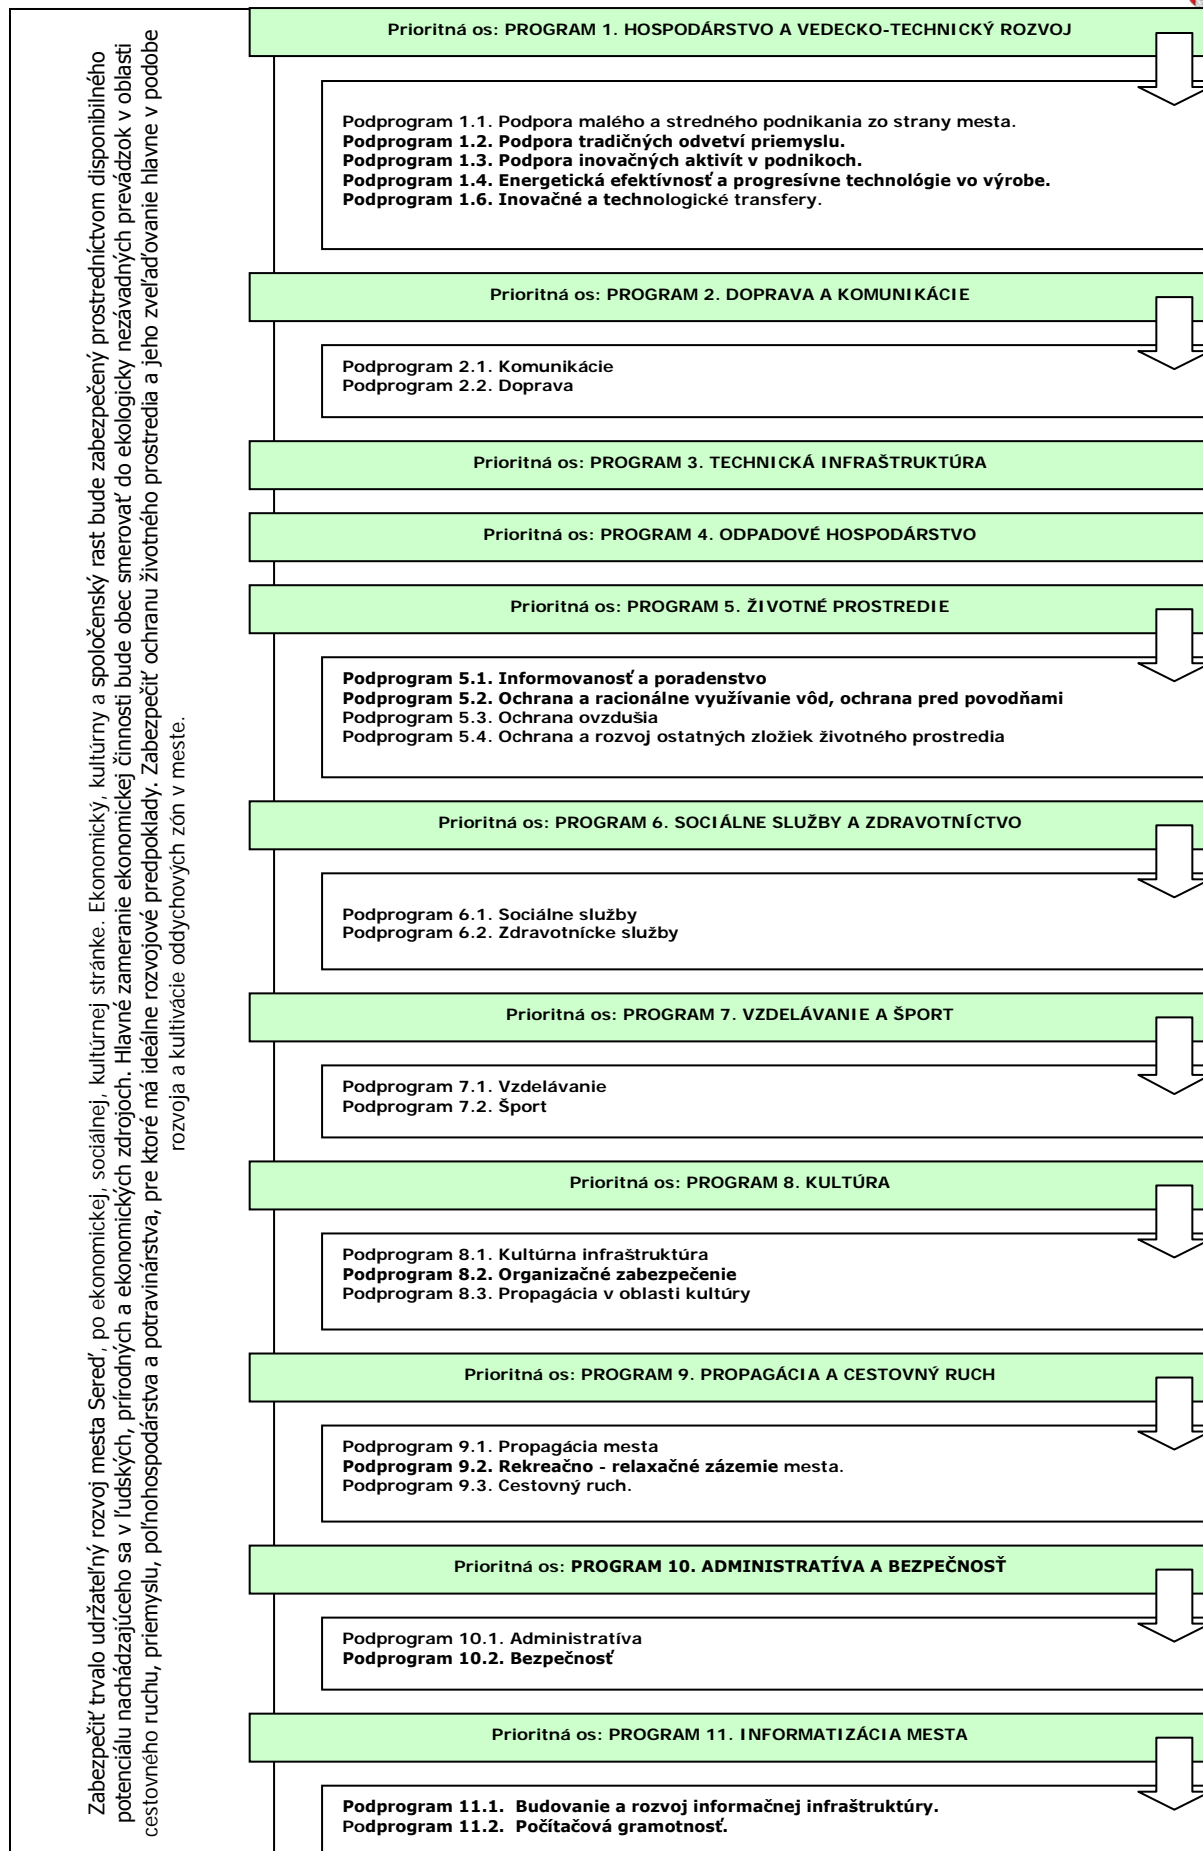 Zabezpečiť trvalo udržateľný rozvoj mesta Sereď, po ekonomickej, sociálnej, kultúrnej stránke. Ekonomický, kultúrny a spoločenský rast bude zabezpečený prostredníctvom disponibilného
potenciálu nachádzajúceho sa v ľudských, prírodných a ekonomických zdrojoch. Hlavné zameranie ekonomickej činnosti bude obec smerovať do ekologicky nezávadných prevádzok v oblasti
cestovného ruchu, priemyslu, poľnohospodárstva a potravinárstva, pre ktoré má ideálne rozvojové predpoklady. Zabezpečiť ochranu životného prostredia a jeho zveľaďovanie hlavne v podobe
rozvoja a kultivácie oddychových zón v meste.
Prioritná os: PROGRAM 1. HOSPODÁRSTVO A VEDECKO-TECHNICKÝ ROZVOJ
Podprogram 1.1. Podpora malého a stredného podnikania zo strany mesta.
Podprogram 1.2. Podpora tradičných odvetví priemyslu.
Podprogram 1.3. Podpora inovačných aktivít v podnikoch.
Podprogram 1.4. Energetická efektívnosť a progresívne technológie vo výrobe.
Podprogram 1.6. Inovačné a technologické transfery.
Prioritná os: PROGRAM 2. DOPRAVA A KOMUNIKÁCIE
Podprogram 2.1. Komunikácie
Podprogram 2.2. Doprava
Prioritná os: PROGRAM 3. TECHNICKÁ INFRAŠTRUKTÚRA
Prioritná os: PROGRAM 4. ODPADOVÉ HOSPODÁRSTVO
Prioritná os: PROGRAM 5. ŽIVOTNÉ PROSTREDIE
Podprogram 5.1. Informovanosť a poradenstvo
Podprogram 5.2. Ochrana a racionálne využívanie vôd, ochrana pred povodňami
Podprogram 5.3. Ochrana ovzdušia
Podprogram 5.4. Ochrana a rozvoj ostatných zložiek životného prostredia
Prioritná os: PROGRAM 6. SOCIÁLNE SLUŽBY A ZDRAVOTNÍCTVO
Podprogram 6.1. Sociálne služby
Podprogram 6.2. Zdravotnícke služby
Prioritná os: PROGRAM 7. VZDELÁVANIE A ŠPORT
Podprogram 7.1. Vzdelávanie
Podprogram 7.2. Šport
Prioritná os: PROGRAM 8. KULTÚRA
Podprogram 8.1. Kultúrna infraštruktúra
Podprogram 8.2. Organizačné zabezpečenie
Podprogram 8.3. Propagácia v oblasti kultúry
Prioritná os: PROGRAM 9. PROPAGÁCIA A CESTOVNÝ RUCH
Podprogram 9.1. Propagácia mesta
Podprogram 9.2. Rekreačno - relaxačné zázemie mesta.
Podprogram 9.3. Cestovný ruch.
Prioritná os: PROGRAM 10. ADMINISTRATÍVA A BEZPEČNOSŤ
Podprogram 10.1. Administratíva
Podprogram 10.2. Bezpečnosť
Prioritná os: PROGRAM 11. INFORMATIZÁCIA MESTA
Podprogram 11.1. Budovanie a rozvoj informačnej infraštruktúry.
Podprogram 11.2. Počítačová gramotnosť.